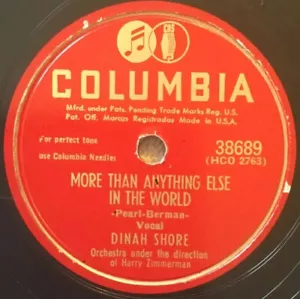 COLUMBIA
Mfrd. under Pats. Pending Trade Marks Reg. U.S.
Pat. Off. Marcas Registradas Made in U.S.A.
For perfect tone
use Columbia Needles
38689
(HCO 2763)
MORE THAN ANYTHING ELSE
IN THE WORLD
-Pearl-Berman-
Vocal
DINAH SHORE
Orchestra under the direction
of Harry Zimmerman